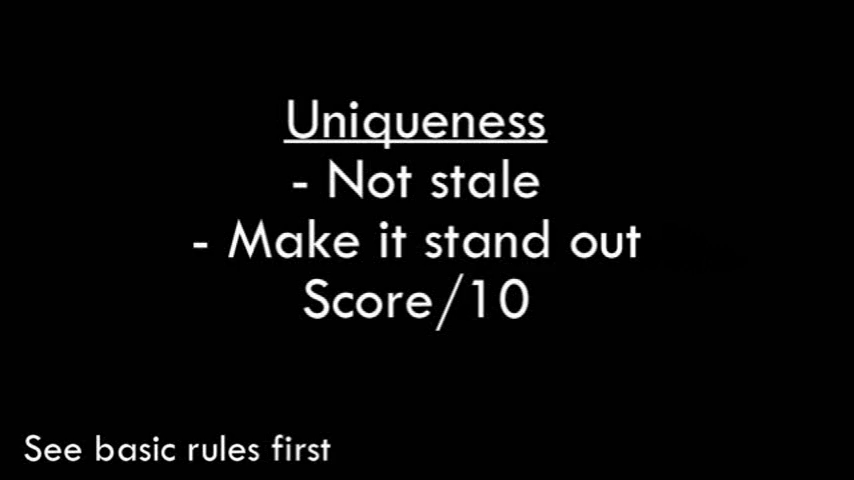 Uniqueness
- Not stale
- Make it stand out
Score/10
See basic rules first